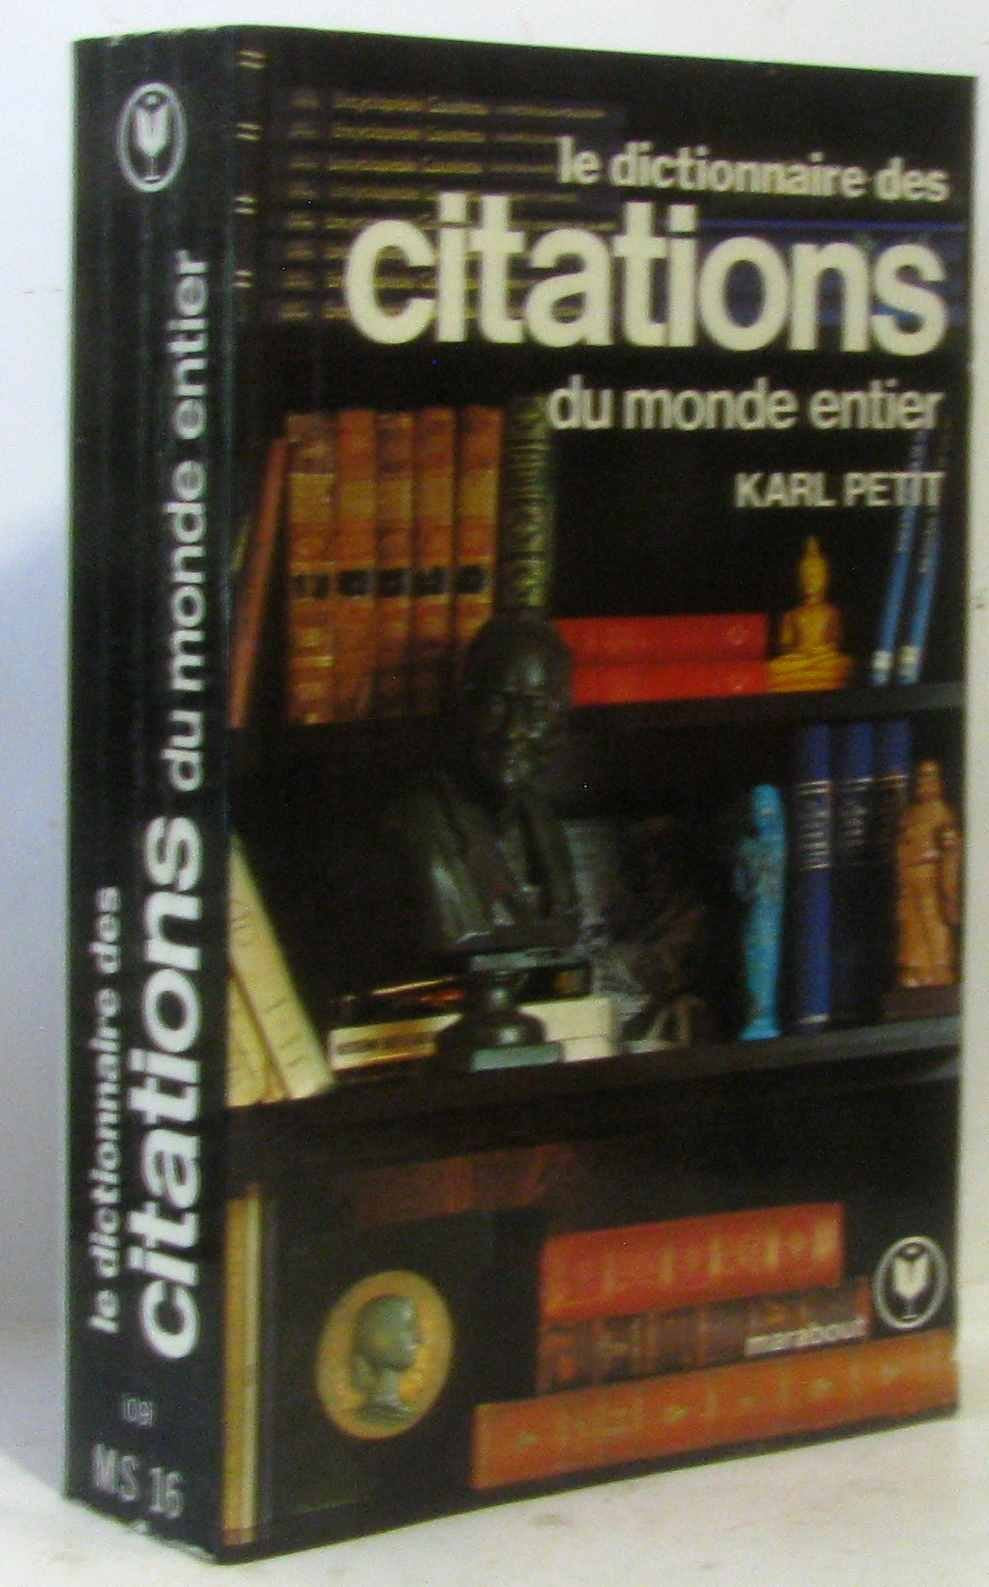 le dictionnaire des
citations
du monde entier
KARL PETIT
marabout
le dictionnaire des
citations du monde entier
MS 16